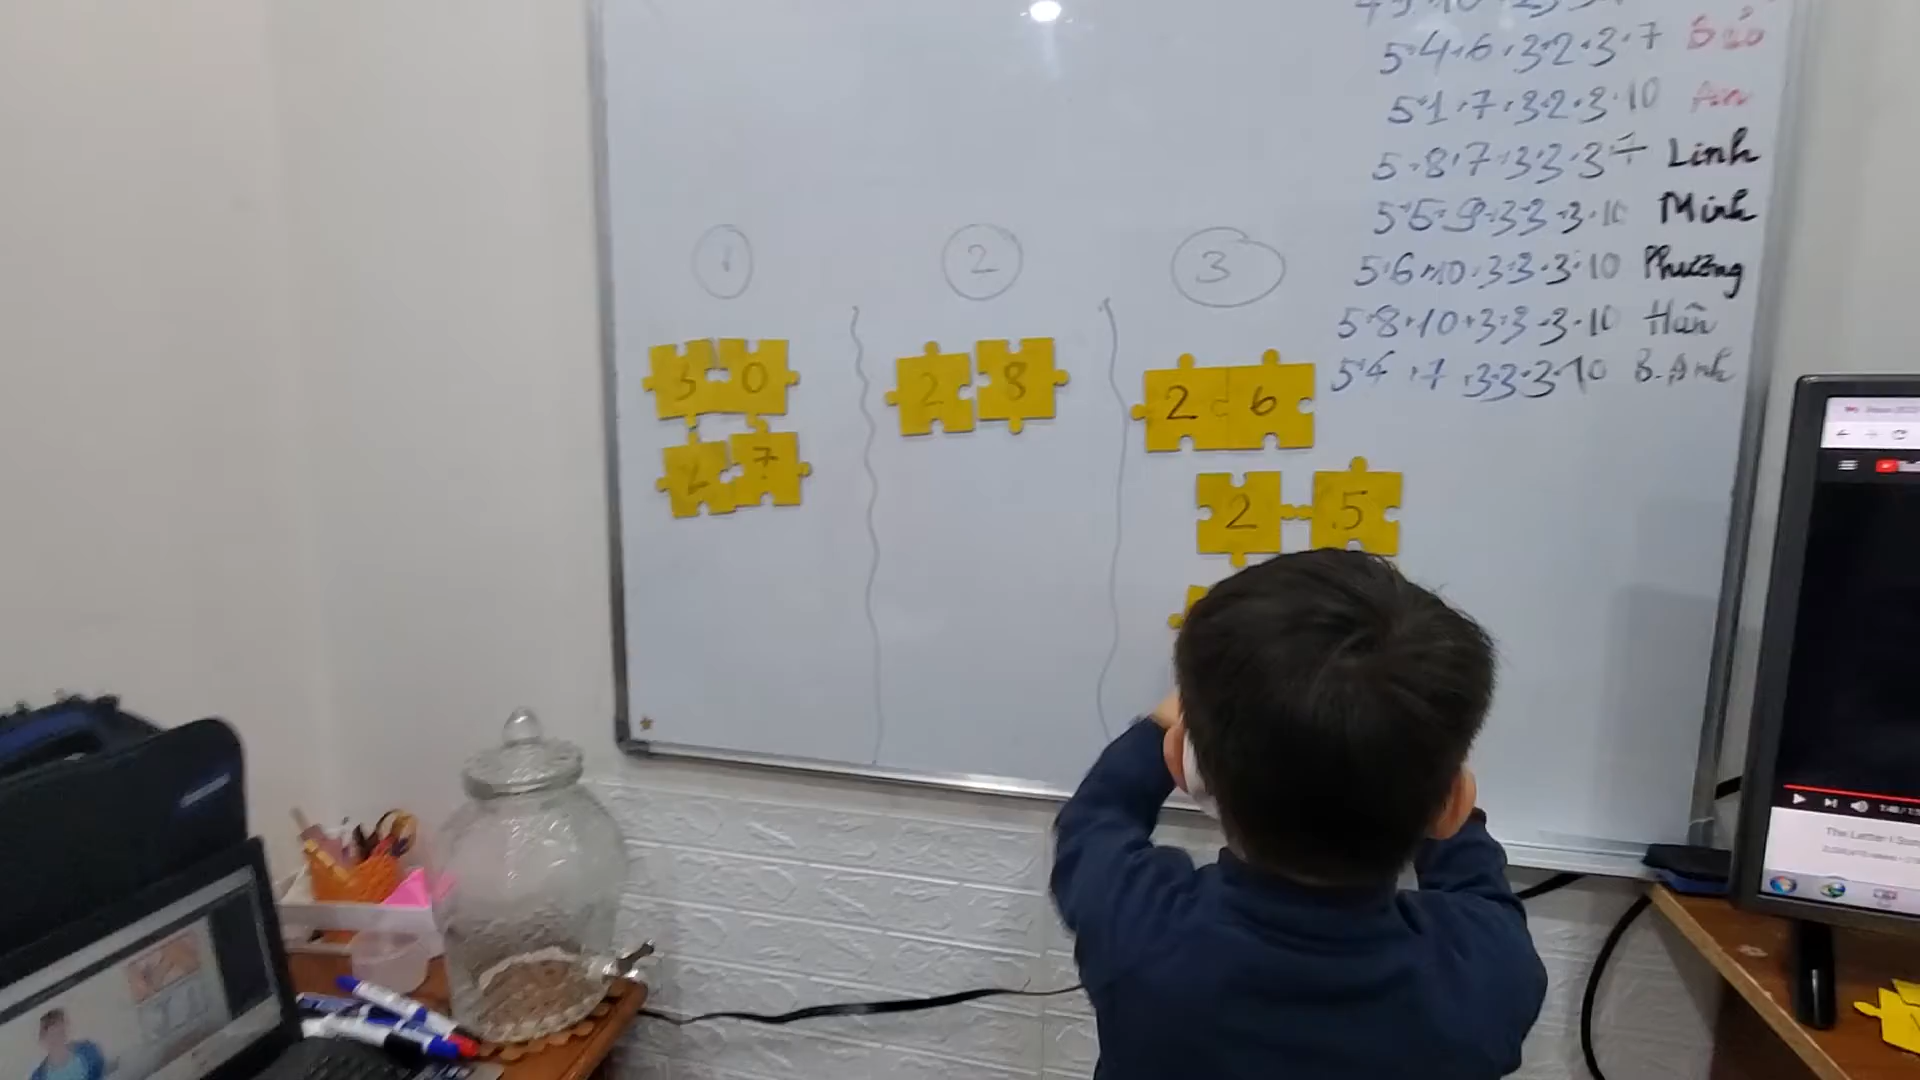 5·4·6·3·2·3·7
5·1·7·3·2·3·10
5·8·7·3·3·3·7 Linh
5·5·9·3·3·3·10 Minh
5·6·10·3·3·3·10 Phương
5·8·10·3·3·3·10 Hân
5·4·7·3·3·3·10 B.Anh
1 2 3
3 0
2 7
2 8
2 6
2 5
The Letter I Song